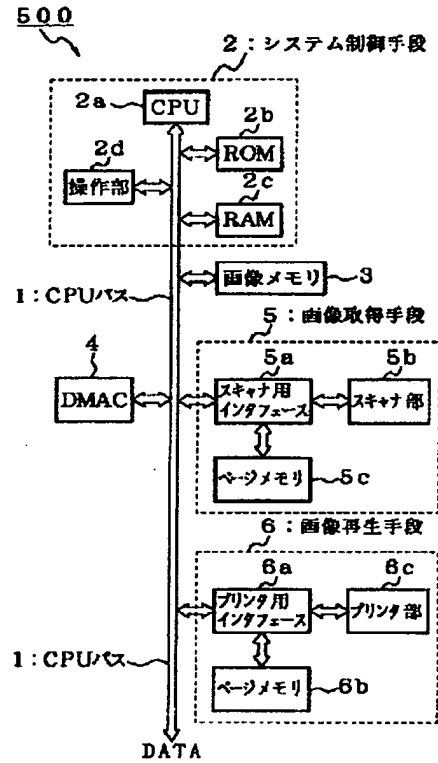 500
2:システム制御手段
2a
CPU
2b
ROM
2d
操作部
2c
RAM
画像メモリ
3
1:CPUバス
5:画像取得手段
4
DMAC
5a
スキャナ用
インタフェース
5b
スキャナ部
ページメモリ
5c
6:画像再生手段
6a
プリンタ用
インタフェース
6c
プリンタ部
1:CPUバス
ページメモリ
6b
DATA